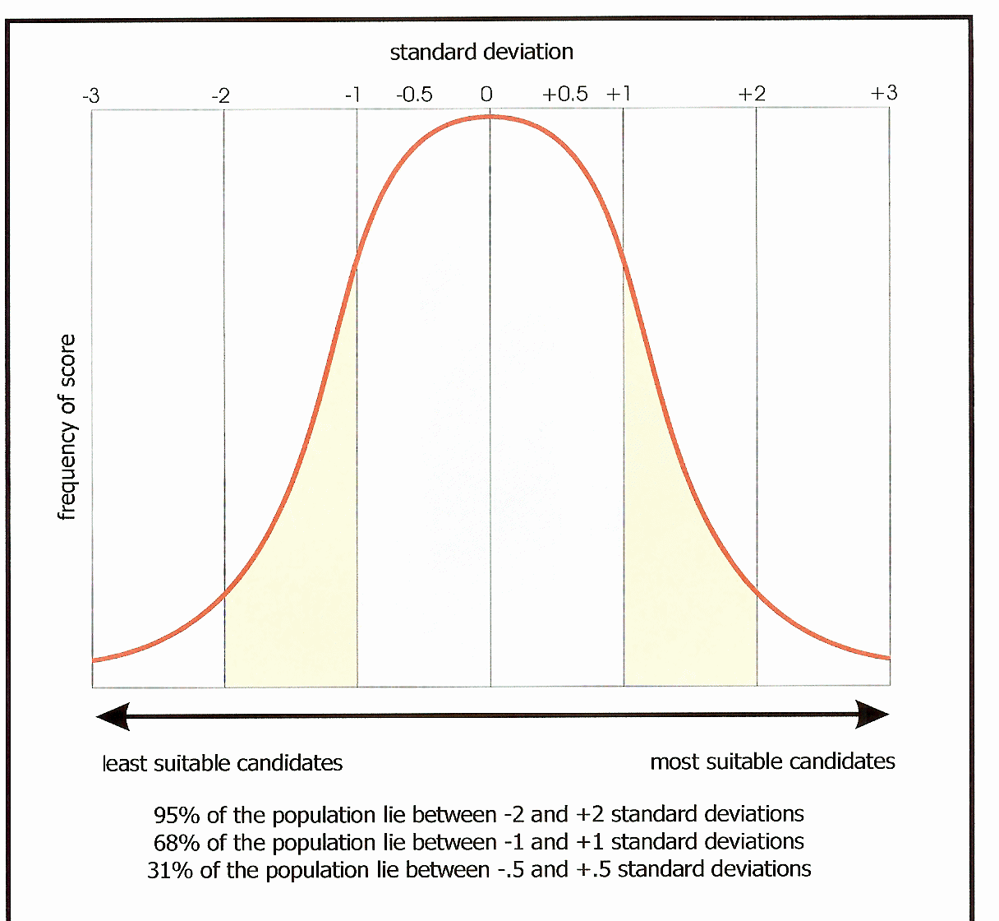 standard deviation
-3 -2 -1 -0.5 0 +0.5 +1 +2 +3
frequency of score
least suitable candidates most suitable candidates
95% of the population lie between -2 and +2 standard deviations
68% of the population lie between -1 and +1 standard deviations
31% of the population lie between -.5 and +.5 standard deviations